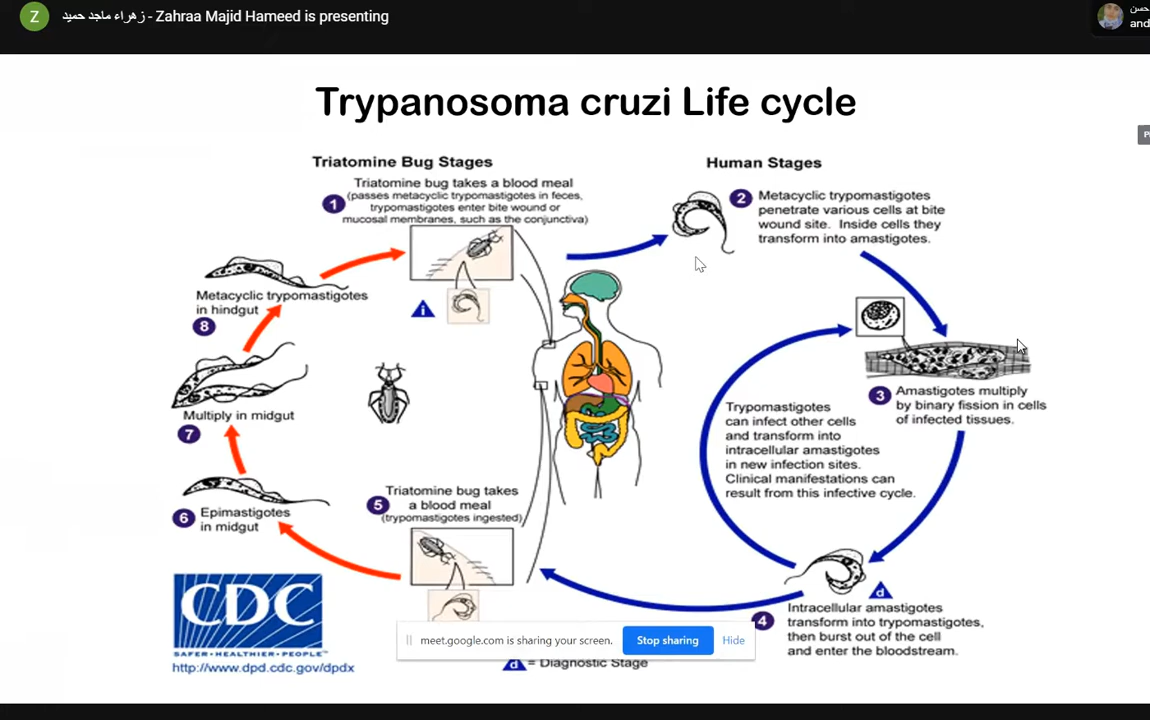 Z
زهراء ماجد حميد - Zahraa Majid Hameed is presenting
حسن
and
P
Trypanosoma cruzi Life cycle
Triatomine Bug Stages
Human Stages
1
Triatomine bug takes a blood meal
(passes metacyclic trypomastigotes in feces,
trypomastigotes enter bite wound or
mucosal membranes, such as the conjunctiva)
i
2
Metacyclic trypomastigotes
penetrate various cells at bite
wound site. Inside cells they
transform into amastigotes.
3
Amastigotes multiply
by binary fission in cells
of infected tissues.
Trypomastigotes
can infect other cells
and transform into
intracellular amastigotes
in new infection sites.
Clinical manifestations can
result from this infective cycle.
d
4
Intracellular amastigotes
transform into trypomastigotes,
then burst out of the cell
and enter the bloodstream.
5
Triatomine bug takes
a blood meal
(trypomastigotes ingested)
6
Epimastigotes
in midgut
Multiply in midgut
7
Metacyclic trypomastigotes
in hindgut
8
CDC
SAFER·HEALTHIER·PEOPLE™
http://www.dpd.cdc.gov/dpdx
meet.google.com is sharing your screen.
Stop sharing
Hide
d = Diagnostic Stage